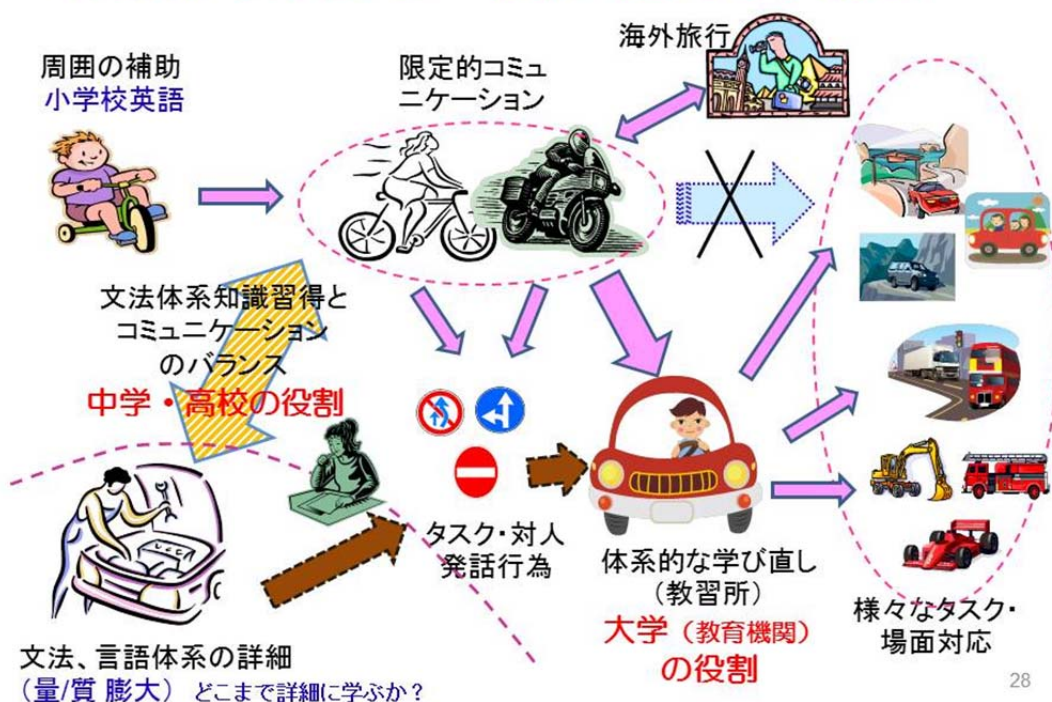 周囲の補助
小学校英語
限定的コミュ
ニケーション
海外旅行
文法体系知識習得と
コミュニケーション
のバランス
中学・高校の役割
タスク・対人
発話行為
体系的な学び直し
(教習所)
大学(教育機関)
の役割
様々なタスク・
場面対応
文法、言語体系の詳細
(量/質 膨大) どこまで詳細に学ぶか?
28